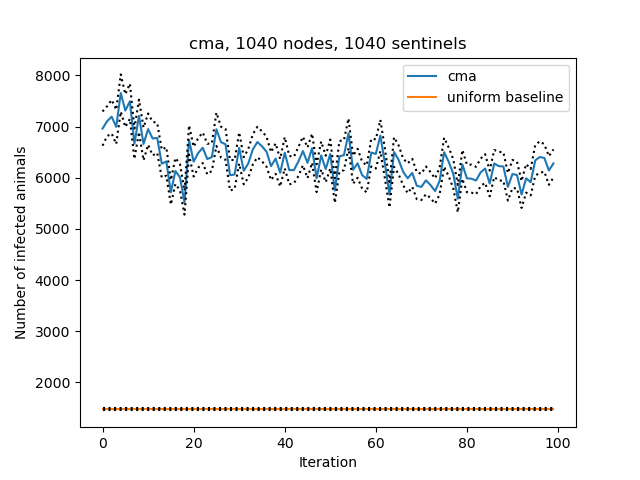 cma, 1040 nodes, 1040 sentinels
cma
uniform baseline
8000
7000
6000
5000
4000
3000
2000
Number of infected animals
0 20 40 60 80 100
Iteration